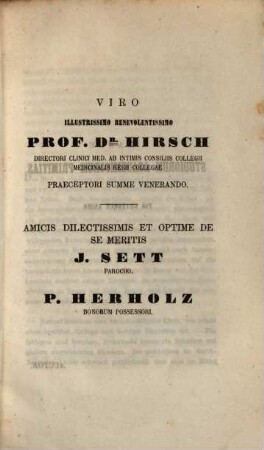 VIRO
ILLUSTRISSIMO BENEVOLENTISSIMO
PROF. DR. HIRSCH
DIRECTORI CLINICI MED. AB INTIMIS CONSILIIS COLLEGII
MEDICINALIS REGII COLLEGAE
PRAECEPTORI SUMME VENERANDO.
AMICIS DILECTISSIMIS ET OPTIME DE
SE MERITIS
J. SETT
PAROCHO.
P. HERHOLZ
BONORUM POSSESSORI.